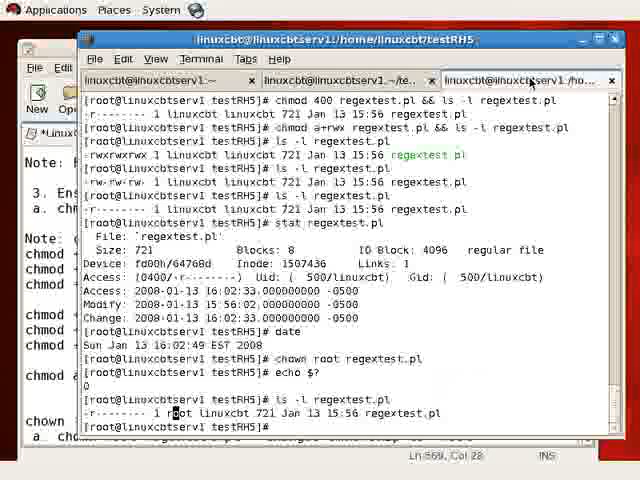 Applications Places System
linuxcbt@linuxcbtserv1:/home/linuxcbt/testRH5
File Edit View Terminal Tabs Help
linuxcbt@linuxcbtserv1:~ linuxcbt@linuxcbtserv1:~/te... linuxcbt@linuxcbtserv1:/ho...
[root@linuxcbtserv1 testRH5]# chmod 400 regextest.pl && ls -l regextest.pl
-r-------- 1 linuxcbt linuxcbt 721 Jan 13 15:56 regextest.pl
[root@linuxcbtserv1 testRH5]# chmod a+rwx regextest.pl && ls -l regextest.pl
[root@linuxcbtserv1 testRH5]# ls -l regextest.pl
-rwxrwxrwx 1 linuxcbt linuxcbt 721 Jan 13 15:56 regextest.pl
[root@linuxcbtserv1 testRH5]# ls -l regextest.pl
-rw-rw-rw- 1 linuxcbt linuxcbt 721 Jan 13 15:56 regextest.pl
[root@linuxcbtserv1 testRH5]# ls -l regextest.pl
-r-------- 1 linuxcbt linuxcbt 721 Jan 13 15:56 regextest.pl
[root@linuxcbtserv1 testRH5]# stat regextest.pl
File: `regextest.pl'
Size: 721 Blocks: 8 IO Block: 4096 regular file
Device: fd00h/64768d Inode: 1507436 Links: 1
Access: (0400/-r--------) Uid: ( 500/linuxcbt) Gid: ( 500/linuxcbt)
Access: 2008-01-13 16:02:33.000000000 -0500
Modify: 2008-01-13 15:56:02.000000000 -0500
Change: 2008-01-13 16:02:33.000000000 -0500
[root@linuxcbtserv1 testRH5]# date
Sun Jan 13 16:02:49 EST 2008
[root@linuxcbtserv1 testRH5]# chown root regextest.pl
[root@linuxcbtserv1 testRH5]# echo $?
0
[root@linuxcbtserv1 testRH5]# ls -l regextest.pl
-r-------- 1 root linuxcbt 721 Jan 13 15:56 regextest.pl
[root@linuxcbtserv1 testRH5]#
File Edit
New
*Linux
Note:
3. Ens
a.
Note:
chmod
chmod +
chmod +
chmod +
chmod +
chmod a
chown
a.
Ln 569, Col 28 INS